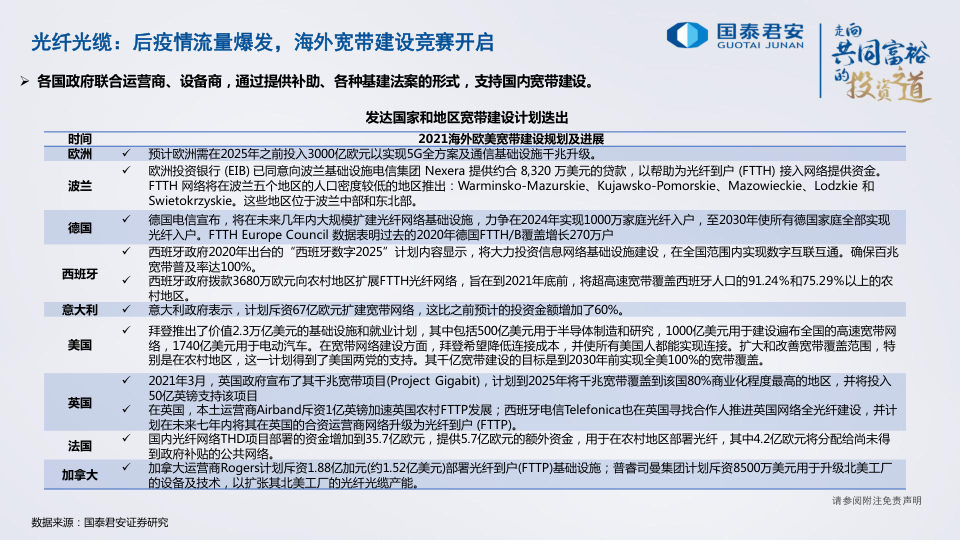 光纤光缆：后疫情流量爆发，海外宽带建设竞赛开启
国泰君安
GUOTAI JUNAN
走向
共同富裕
的投资之道
➢ 各国政府联合运营商、设备商，通过提供补助、各种基建法案的形式，支持国内宽带建设。
发达国家和地区宽带建设计划迭出
时间 2021海外欧美宽带建设规划及进展
欧洲 ✓ 预计欧洲需在2025年之前投入3000亿欧元以实现5G全方案及通信基础设施千兆升级。
波兰 ✓ 欧洲投资银行 (EIB) 已同意向波兰基础设施电信集团 Nexera 提供约合 8,320 万美元的贷款，以帮助为光纤到户 (FTTH) 接入网络提供资金。
FTTH 网络将在波兰五个地区的人口密度较低的地区推出：Warminsko-Mazurskie、Kujawsko-Pomorskie、Mazowieckie、Lodzkie 和
Swietokrzyskie。这些地区位于波兰中部和东北部。
德国 ✓ 德国电信宣布，将在未来几年内大规模扩建光纤网络基础设施，力争在2024年实现1000万家庭光纤入户，至2030年使所有德国家庭全部实现
光纤入户。FTTH Europe Council 数据表明过去的2020年德国FTTH/B覆盖增长270万户
西班牙 ✓ 西班牙政府2020年出台的“西班牙数字2025”计划内容显示，将大力投资信息网络基础设施建设，在全国范围内实现数字互联互通。确保百兆
宽带普及率达100%。
✓ 西班牙政府拨款3680万欧元向农村地区扩展FTTH光纤网络，旨在到2021年底前，将超高速宽带覆盖西班牙人口的91.24%和75.29%以上的农
村地区。
意大利 ✓ 意大利政府表示，计划斥资67亿欧元扩建宽带网络，这比之前预计的投资金额增加了60%。
美国 ✓ 拜登推出了价值2.3万亿美元的基础设施和就业计划，其中包括500亿美元用于半导体制造和研究，1000亿美元用于建设遍布全国的高速宽带网
络，1740亿美元用于电动汽车。在宽带网络建设方面，拜登希望降低连接成本，并使所有美国人都能实现连接。扩大和改善宽带覆盖范围，特
别是在农村地区，这一计划得到了美国两党的支持。其千亿宽带建设的目标是到2030年前实现全美100%的宽带覆盖。
英国 ✓ 2021年3月，英国政府宣布了其千兆宽带项目(Project Gigabit)，计划到2025年将千兆宽带覆盖到该国80%商业化程度最高的地区，并将投入
50亿英镑支持该项目
✓ 在英国，本土运营商Airband斥资1亿英镑加速英国农村FTTP发展；西班牙电信Telefonica也在英国寻找合作人推进英国网络全光纤建设，并计
划在未来七年内将其在英国的合资运营商网络升级为光纤到户 (FTTP)。
法国 ✓ 国内光纤网络THD项目部署的资金增加到35.7亿欧元，提供5.7亿欧元的额外资金，用于在农村地区部署光纤，其中4.2亿欧元将分配给尚未得
到政府补贴的公共网络。
加拿大 ✓ 加拿大运营商Rogers计划斥资1.88亿加元(约1.52亿美元)部署光纤到户(FTTP)基础设施；普睿司曼集团计划斥资8500万美元用于升级北美工厂
的设备及技术，以扩张其北美工厂的光纤光缆产能。
请参阅附注免责声明
数据来源：国泰君安证券研究